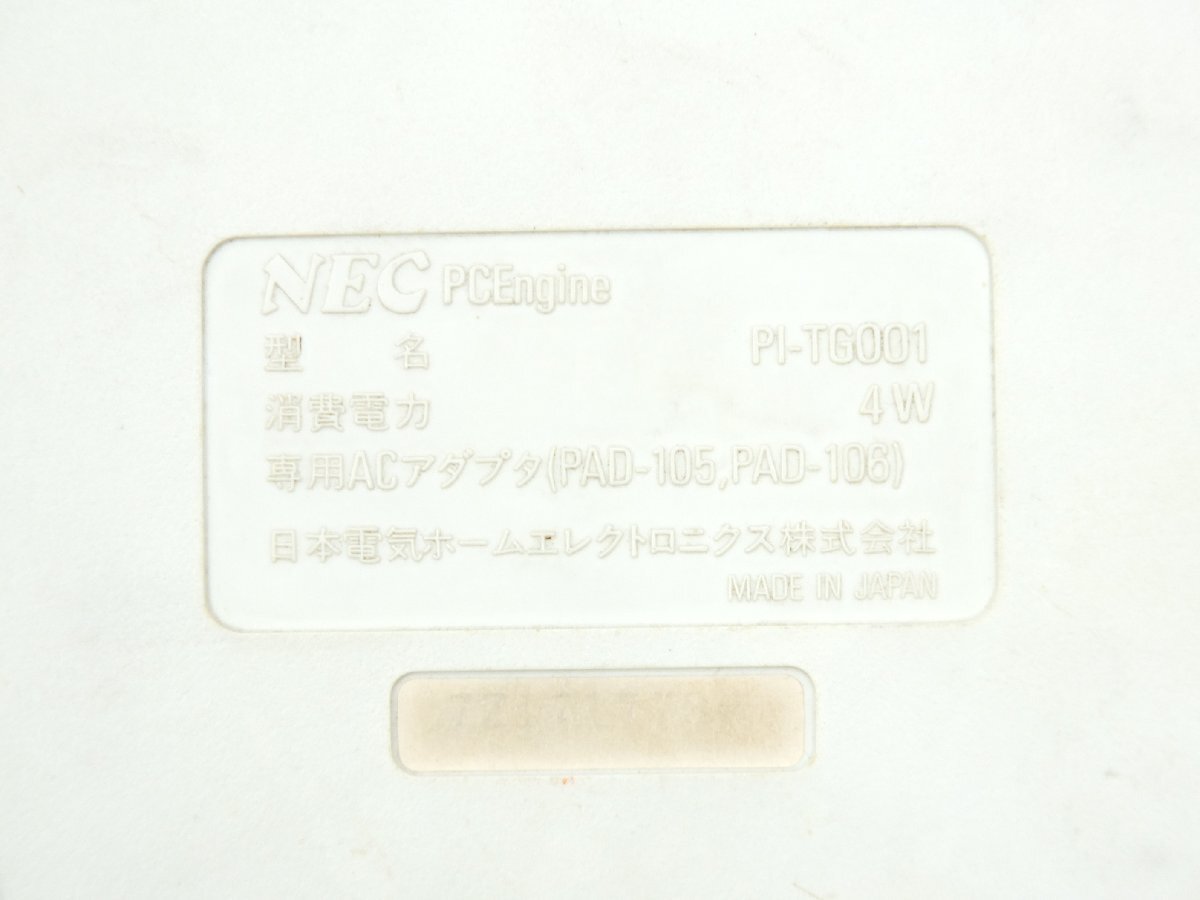 NEC PCEngine
型 名 PI-TG001
消費電力 4W
専用ACアダプタ(PAD-105,PAD-106)
日本電気ホームエレクトロニクス株式会社
MADE IN JAPAN